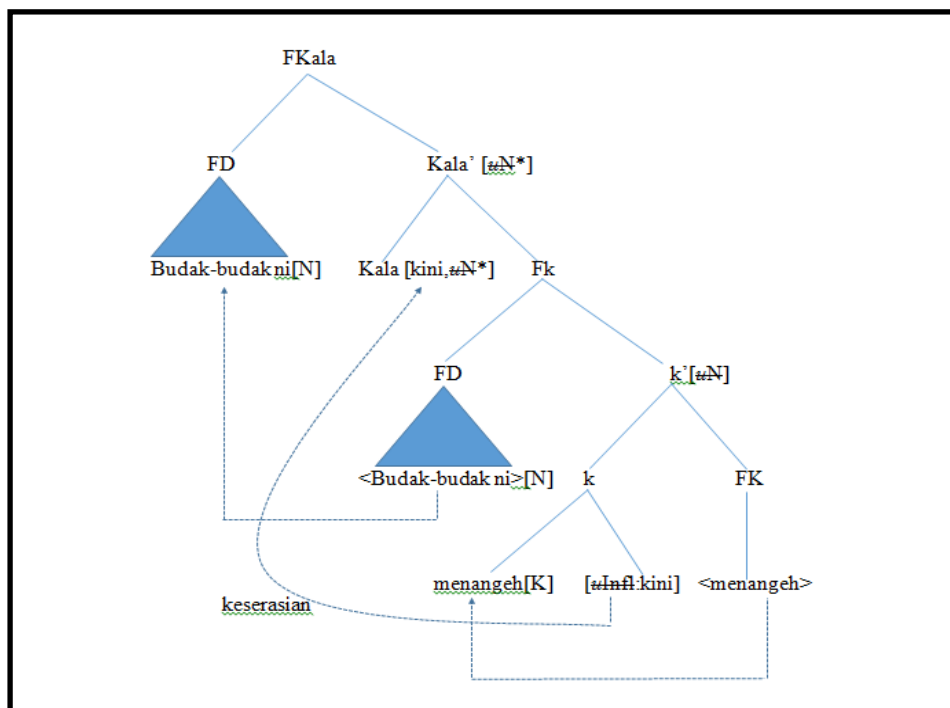 FKala
FD
Kala’ [uN*]
Budak-budak ni[N]
Kala [kini,uN*]
Fk
FD
k’[uN]
<Budak-budak ni>[N]
k
FK
menangeh[K]
[uInfl:kini]
<menangeh>
keserasian